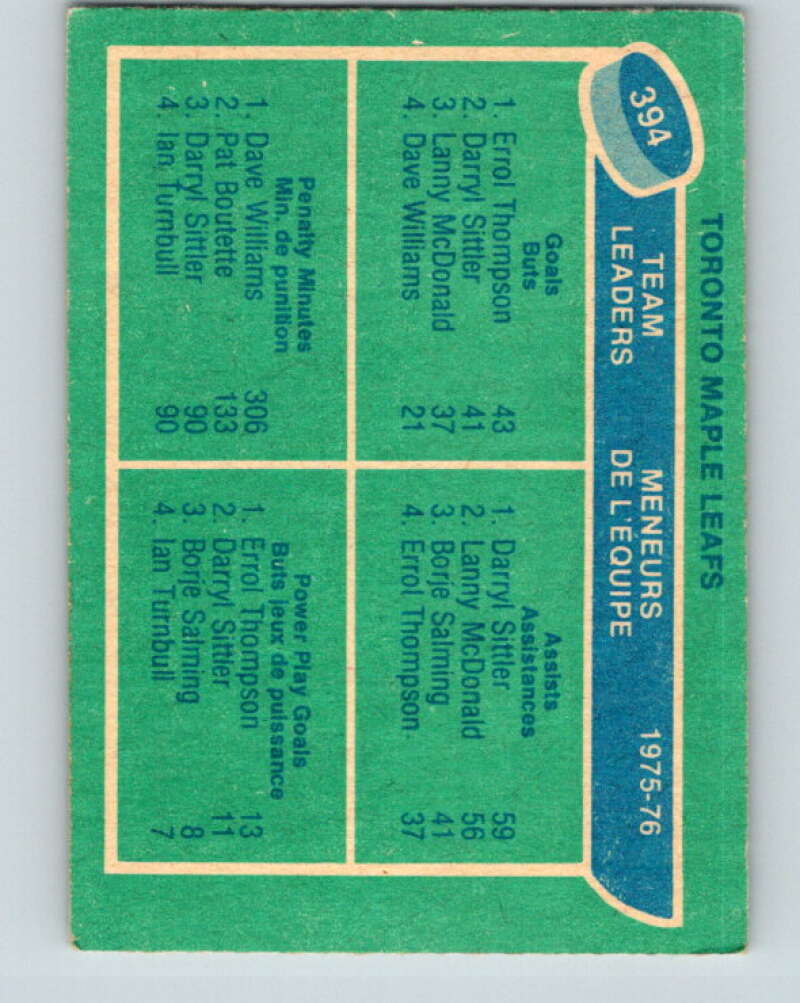 TORONTO MAPLE LEAFS
394
TEAM LEADERS
MENEURS DE L'ÉQUIPE
1975-76
Goals
Buts
1. Errol Thompson 43
2. Darryl Sittler 41
3. Lanny McDonald 37
4. Dave Williams 21
Assists
Assistances
1. Darryl Sittler 59
2. Lanny McDonald 56
3. Borje Salming 41
4. Errol Thompson 37
Penalty Minutes
Min. de punition
1. Dave Williams 306
2. Pat Boutette 133
3. Darryl Sittler 90
4. Ian Turnbull 90
Power Play Goals
Buts jeux de puissance
1. Errol Thompson 13
2. Darryl Sittler 11
3. Borje Salming 8
4. Ian Turnbull 7